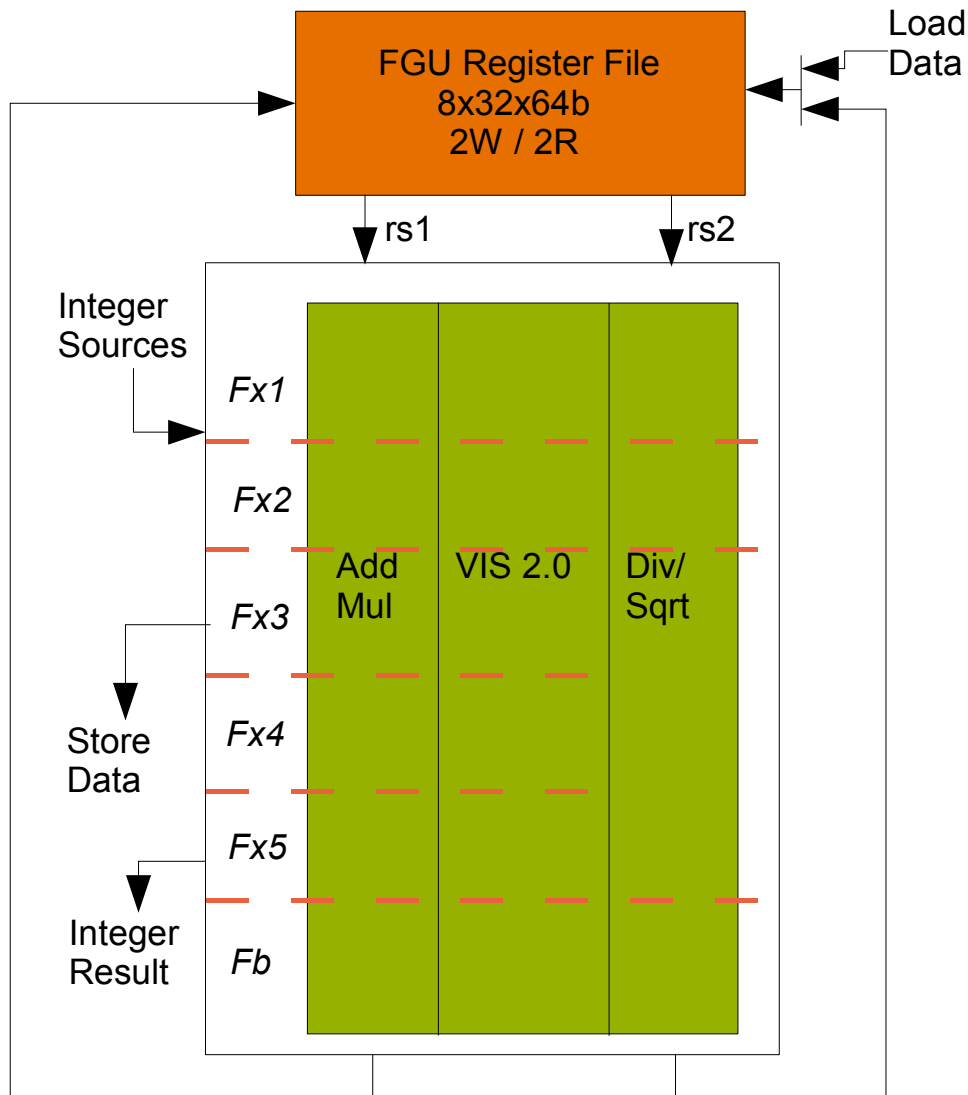 Load
Data
FGU Register File
8x32x64b
2W / 2R
rs1
rs2
Integer
Sources
Fx1
Fx2
Add
Mul
VIS 2.0
Div/
Sqrt
Fx3
Store
Data
Fx4
Fx5
Integer
Result
Fb